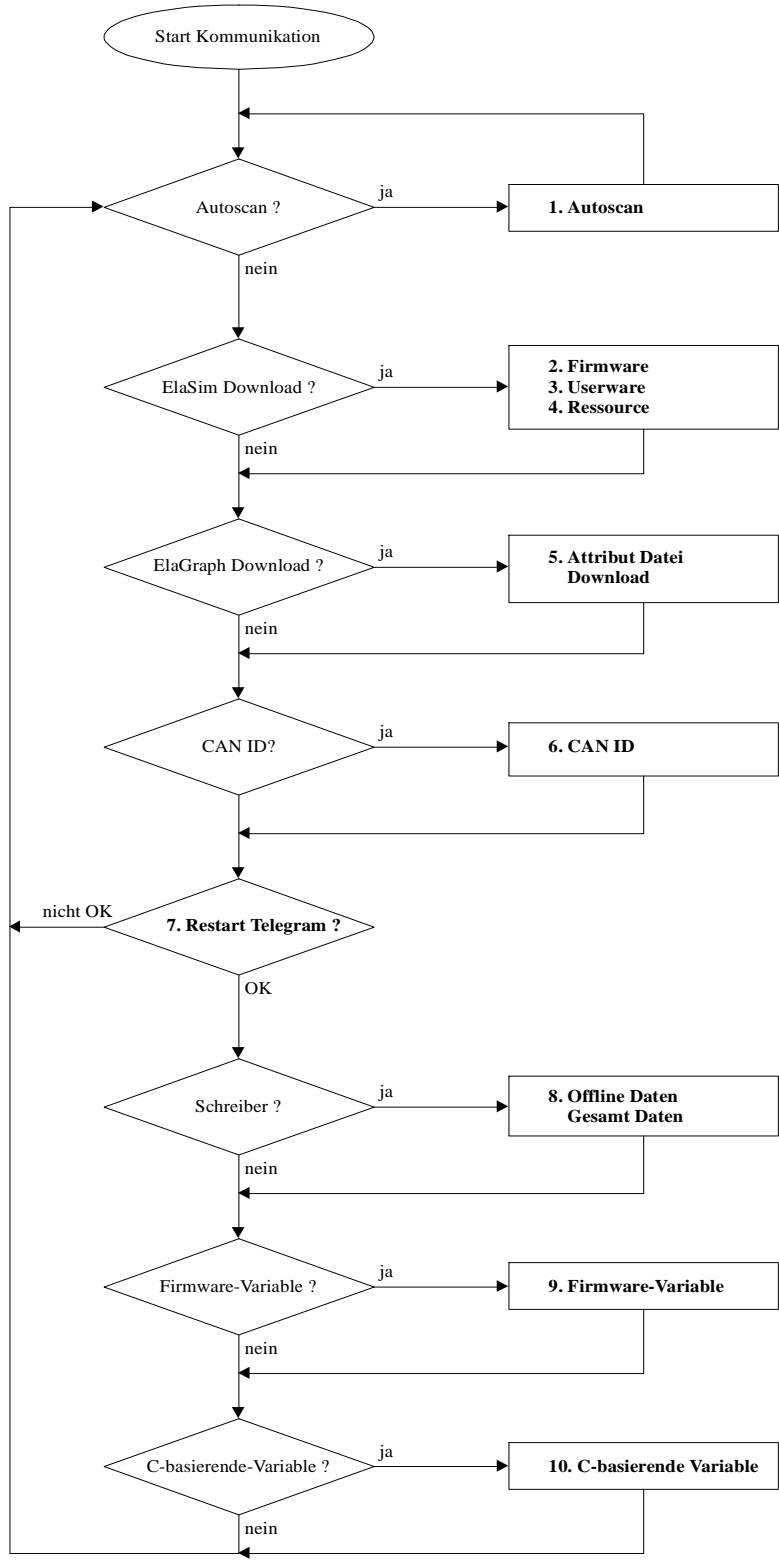 Start Kommunikation
Autoscan ?
ja
1. Autoscan
nein
ElaSim Download ?
ja
2. Firmware
3. Userware
4. Ressource
nein
ElaGraph Download ?
ja
5. Attribut Datei
Download
nein
CAN ID?
ja
6. CAN ID
nicht OK
7. Restart Telegram ?
OK
Schreiber ?
ja
8. Offline Daten
Gesamt Daten
nein
Firmware-Variable ?
ja
9. Firmware-Variable
nein
C-basierende-Variable ?
ja
10. C-basierende Variable
nein